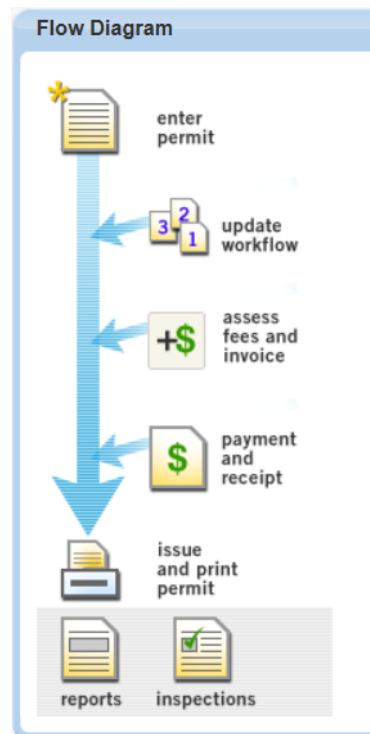 Flow Diagram
enter
permit
3 2 1
update
workflow
+$
assess
fees and
invoice
$
payment
and
receipt
issue
and print
permit
reports
inspections